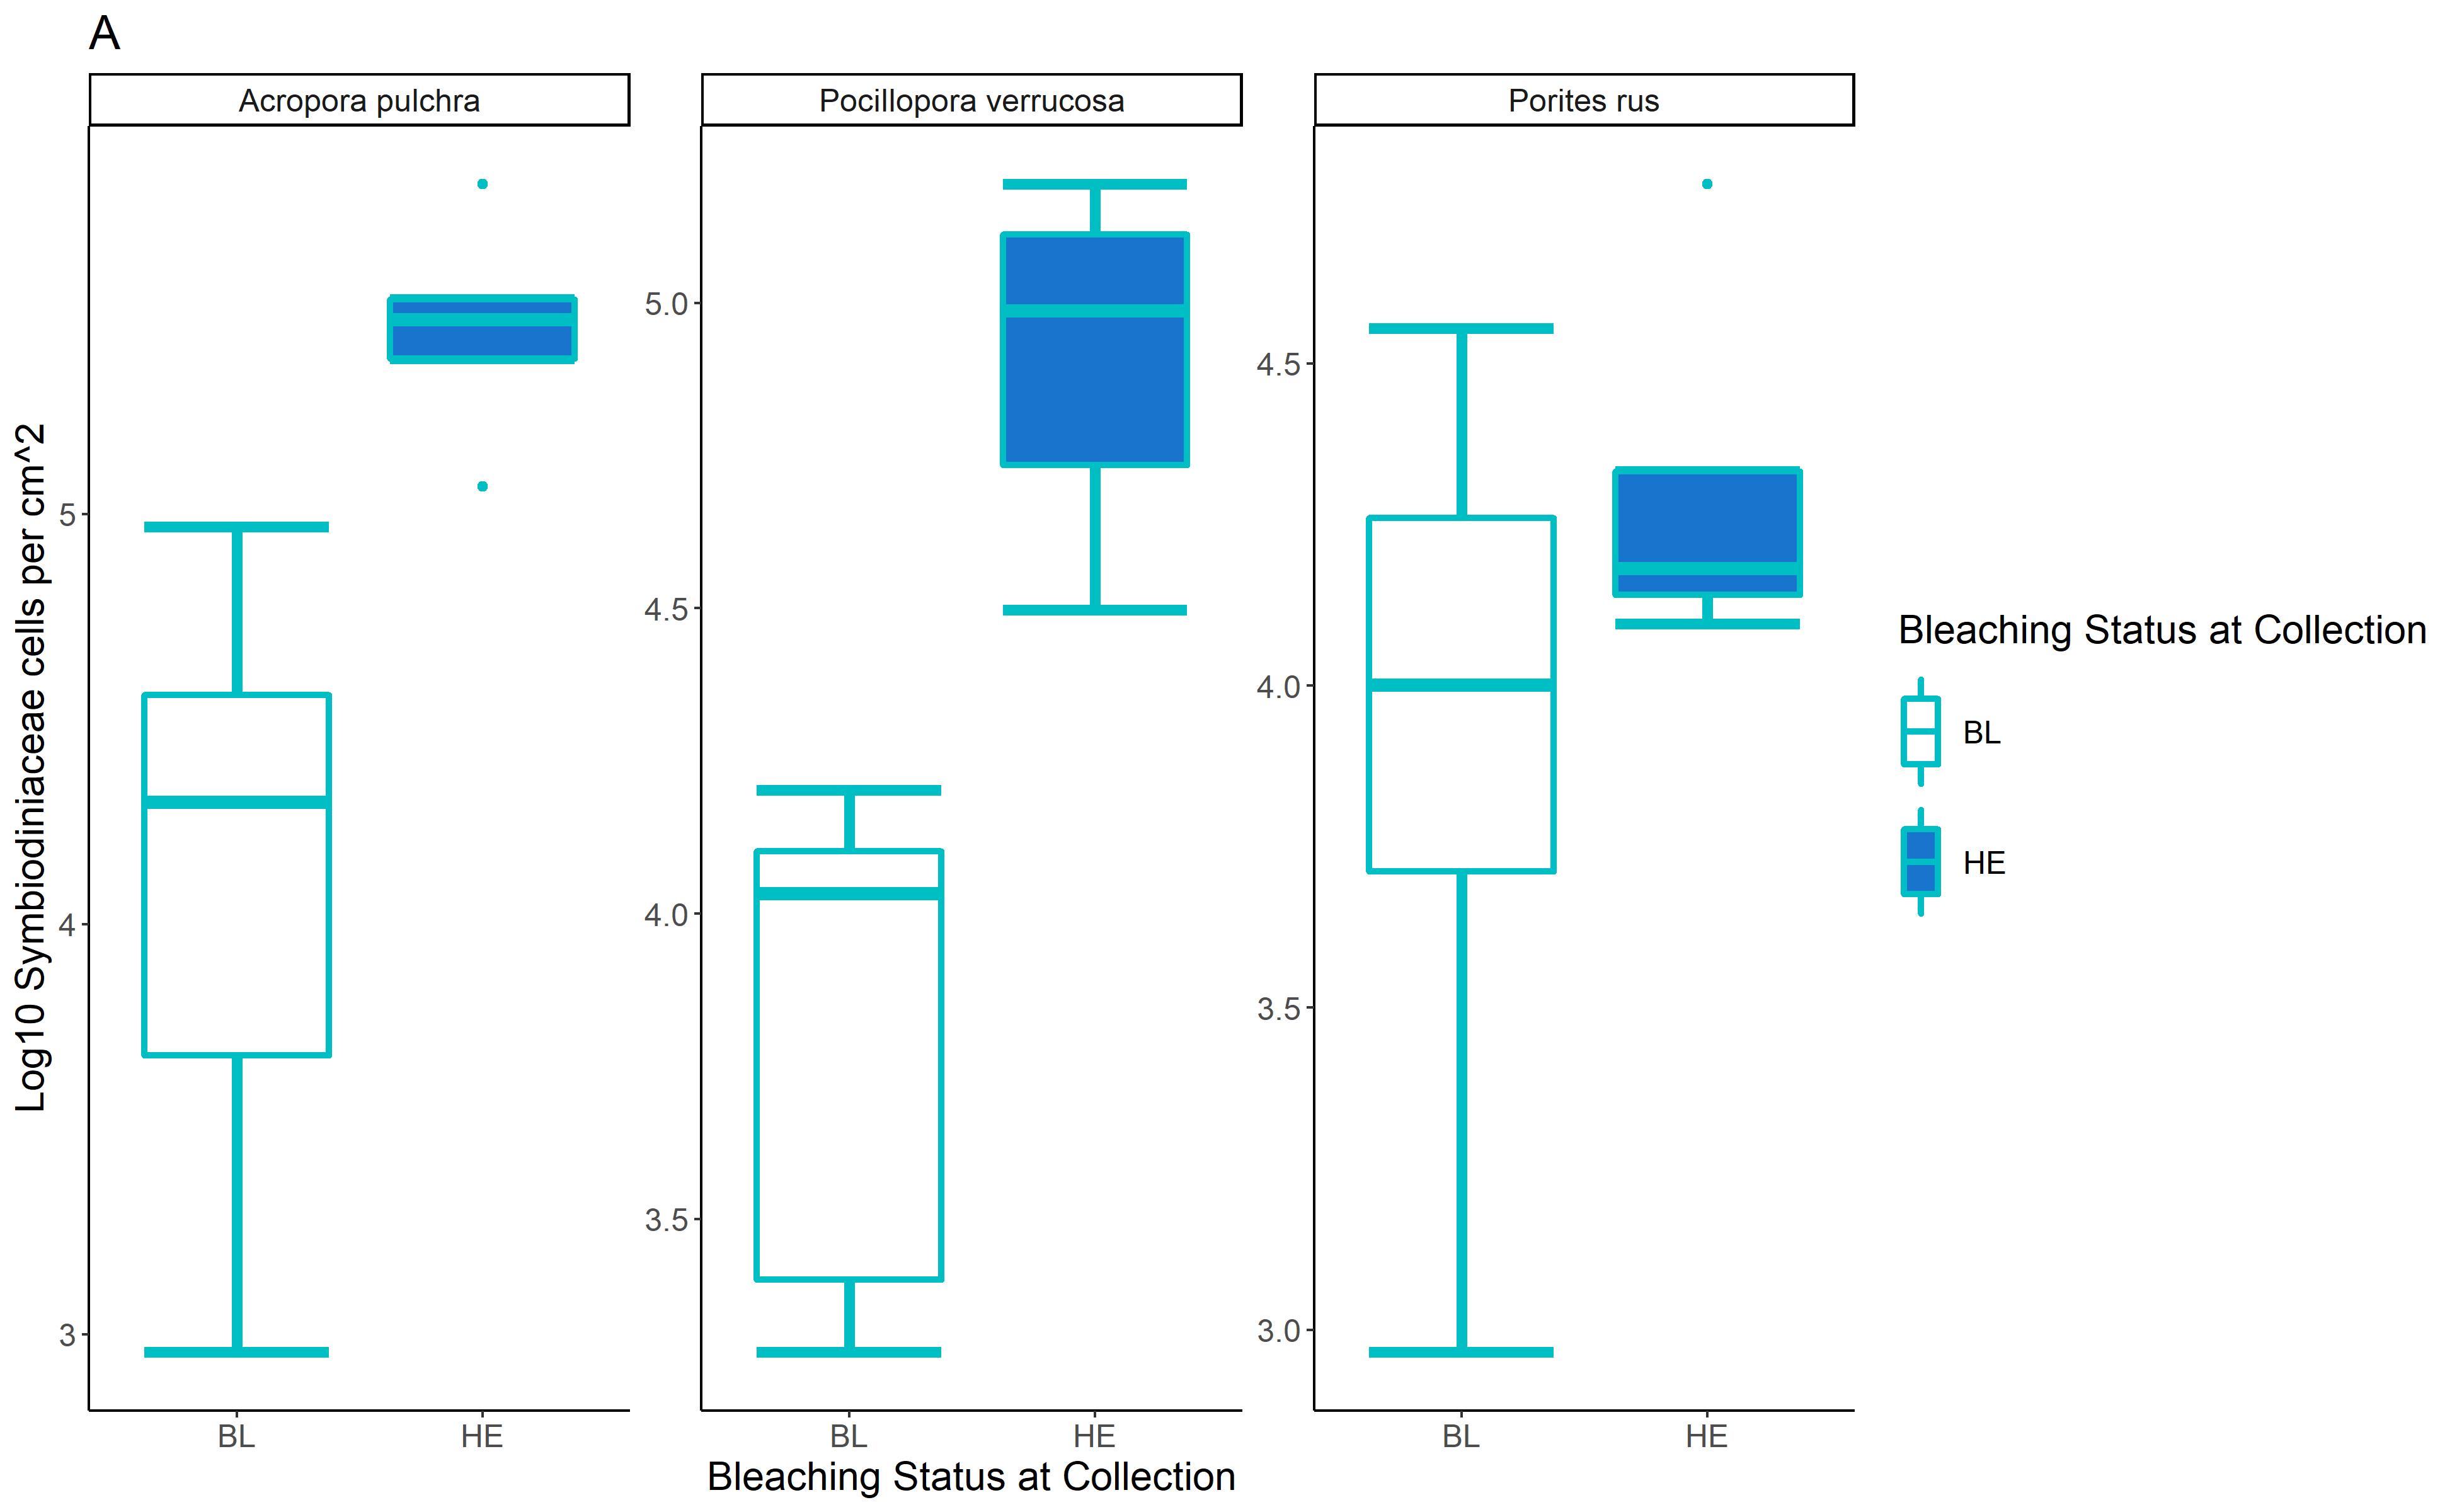 A
Acropora pulchra
Pocillopora verrucosa
Porites rus
Log10 Symbiodiniaceae cells per cm^2
5
4
3
5.0
4.5
4.0
3.5
4.5
4.0
3.5
3.0
BL
HE
BL
HE
BL
HE
Bleaching Status at Collection
Bleaching Status at Collection
BL
HE